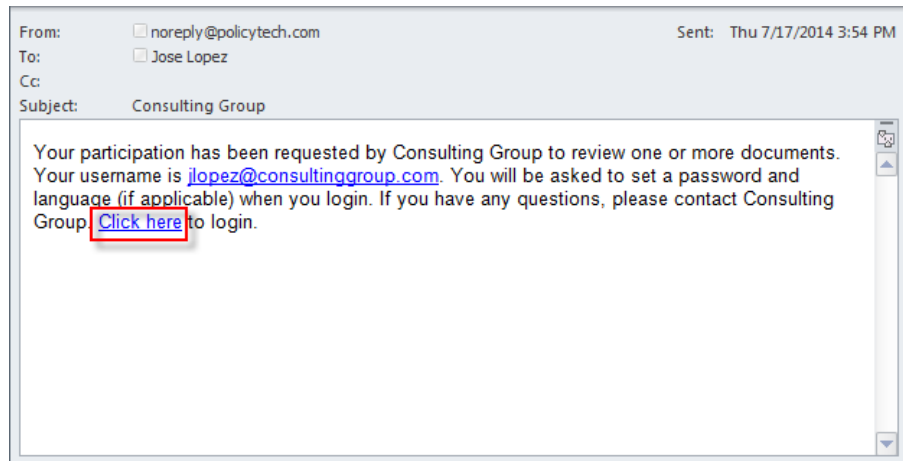 From: noreply@policytech.com Sent: Thu 7/17/2014 3:54 PM
To: Jose Lopez
Cc:
Subject: Consulting Group
Your participation has been requested by Consulting Group to review one or more documents.
Your username is jlopez@consultinggroup.com. You will be asked to set a password and
language (if applicable) when you login. If you have any questions, please contact Consulting
Group. Click here to login.